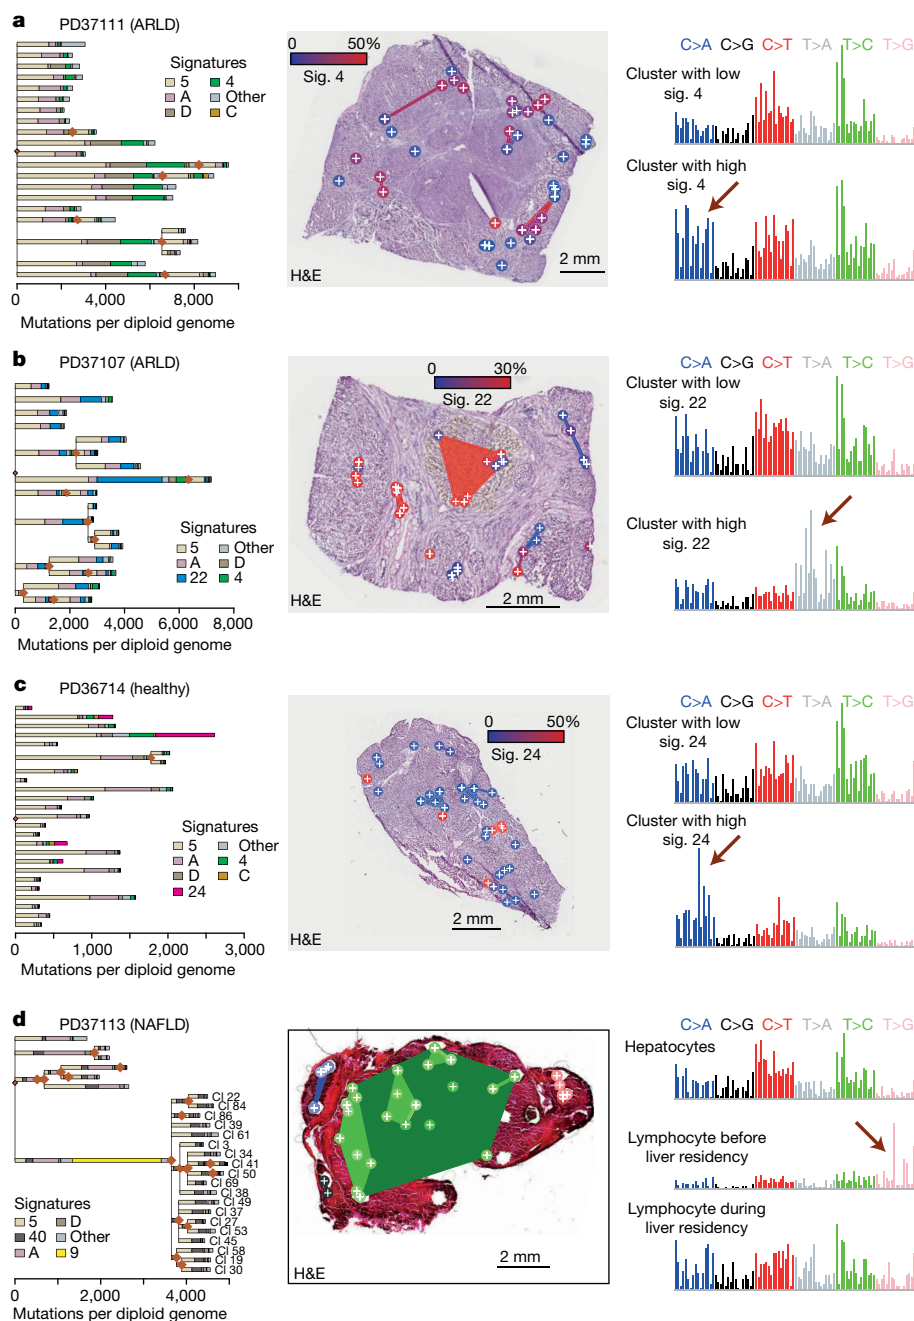 a
PD37111 (ARLD)
Signatures
5
4
A
Other
D
C
0
4,000
8,000
Mutations per diploid genome
0
50%
Sig. 4
H&E
2 mm
C>A C>G C>T T>A T>C T>G
Cluster with low
sig. 4
Cluster with high
sig. 4
b
PD37107 (ARLD)
Signatures
5
Other
A
D
22
4
0
2,000
4,000
6,000
8,000
Mutations per diploid genome
0
30%
Sig. 22
H&E
2 mm
C>A C>G C>T T>A T>C T>G
Cluster with low
sig. 22
Cluster with high
sig. 22
c
PD36714 (healthy)
Signatures
5
Other
A
4
D
C
24
0
1,000
2,000
3,000
Mutations per diploid genome
0
50%
Sig. 24
H&E
2 mm
C>A C>G C>T T>A T>C T>G
Cluster with low
sig. 24
Cluster with high
sig. 24
d
PD37113 (NAFLD)
Cl 22
Cl 84
Cl 86
Cl 39
Cl 61
Cl 3
Cl 34
Cl 41
Cl 50
Cl 69
Cl 38
Cl 49
Cl 37
Cl 27
Cl 53
Cl 45
Cl 58
Cl 19
Cl 30
Signatures
5
D
40
Other
A
9
0
2,000
4,000
Mutations per diploid genome
H&E
2 mm
C>A C>G C>T T>A T>C T>G
Hepatocytes
Lymphocyte before
liver residency
Lymphocyte during
liver residency